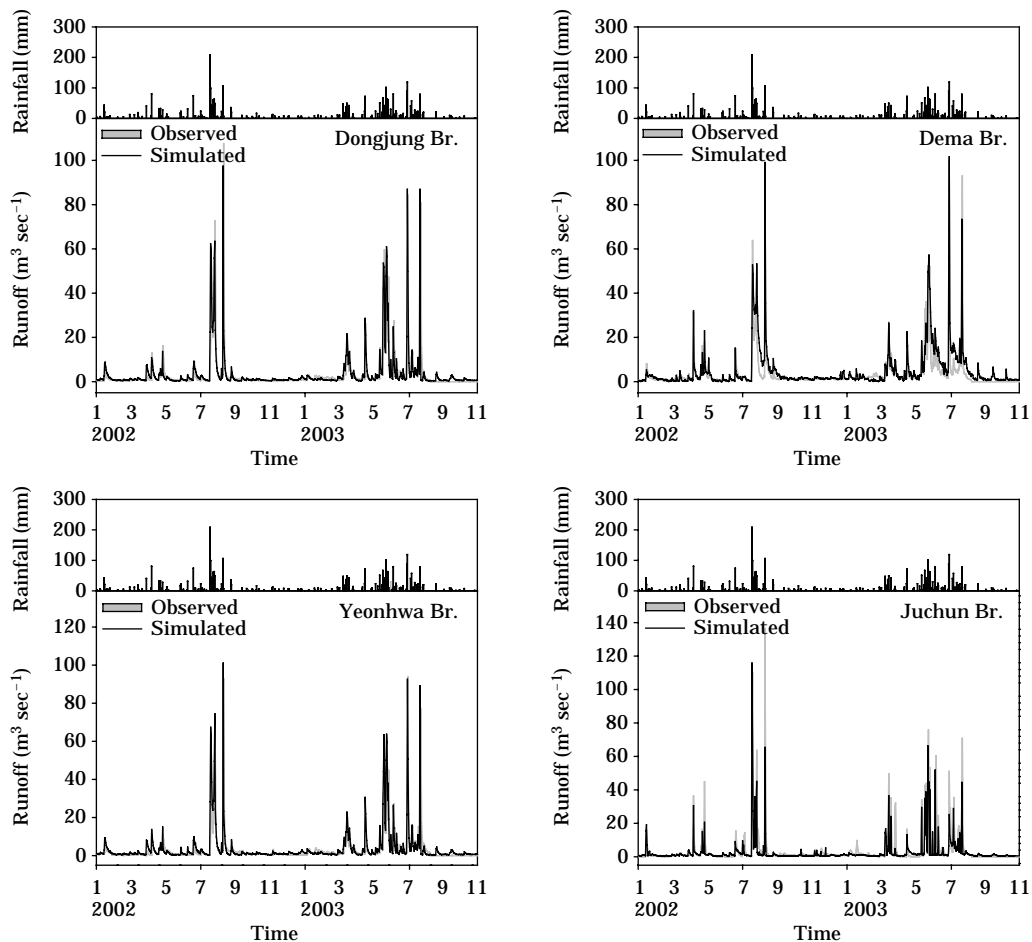 Rainfall (mm)
300
200
100
0
Observed
Simulated
Dongjung Br.
Runoff (m³ sec⁻¹)
100
80
60
40
20
0
1 3 5 7 9 11 1 3 5 7 9 11
2002 2003
Time
Rainfall (mm)
300
200
100
0
Observed
Simulated
Dema Br.
Runoff (m³ sec⁻¹)
100
80
60
40
20
0
1 3 5 7 9 11 1 3 5 7 9 11
2002 2003
Time
Rainfall (mm)
300
200
100
0
Observed
Simulated
Yeonhwa Br.
Runoff (m³ sec⁻¹)
120
100
80
60
40
20
0
1 3 5 7 9 11 1 3 5 7 9 11
2002 2003
Time
Rainfall (mm)
300
200
100
0
Observed
Simulated
Juchun Br.
Runoff (m³ sec⁻¹)
140
120
100
80
60
40
20
0
1 3 5 7 9 11 1 3 5 7 9 11
2002 2003
Time